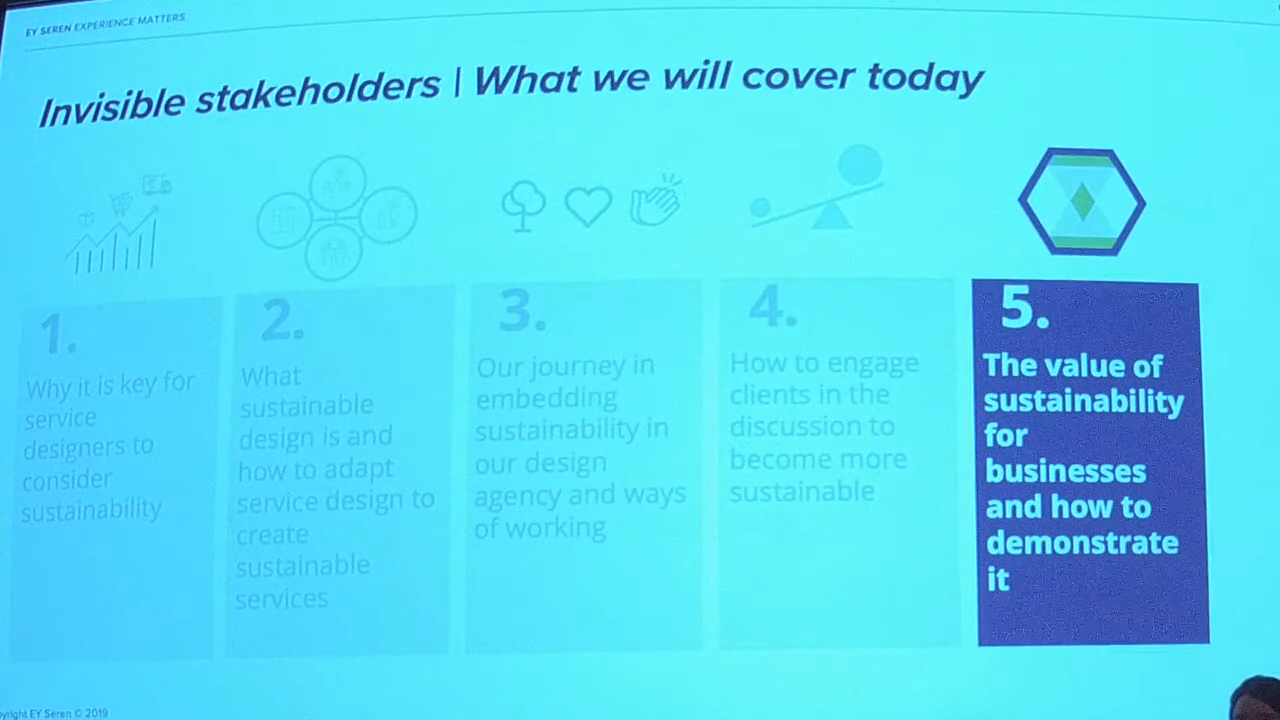 EY SEREN EXPERIENCE MATTERS
Invisible stakeholders | What we will cover today
1.
Why it is key for
service
designers to
consider
sustainability
2.
What
sustainable
design is and
how to adapt
service design to
create
sustainable
services
3.
Our journey in
embedding
sustainability in
our design
agency and ways
of working
4.
How to engage
clients in the
discussion to
become more
sustainable
5.
The value of
sustainability
for
businesses
and how to
demonstrate
it
pyright EY Seren © 2019